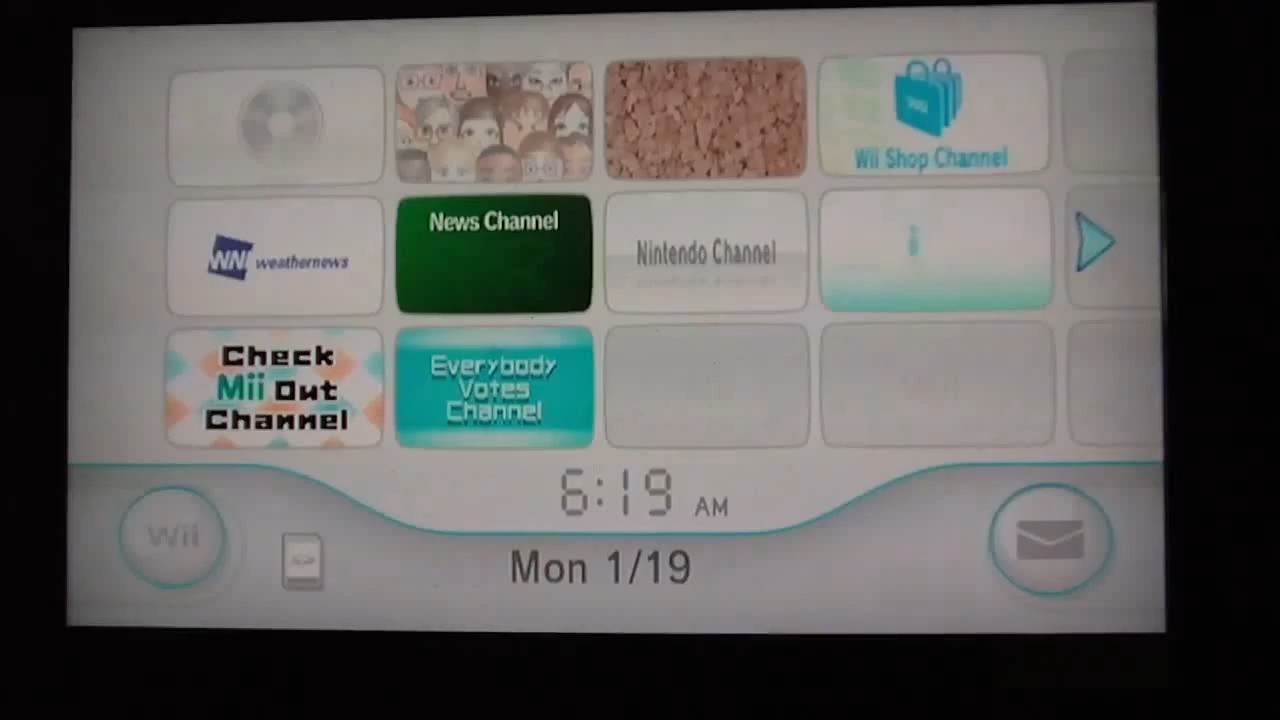 Wii Shop Channel
WNI weathernews
News Channel
Nintendo Channel
i
Check
Mii Out
Channel
Everybody
Votes
Channel
6:19 AM
Wii
Mon 1/19